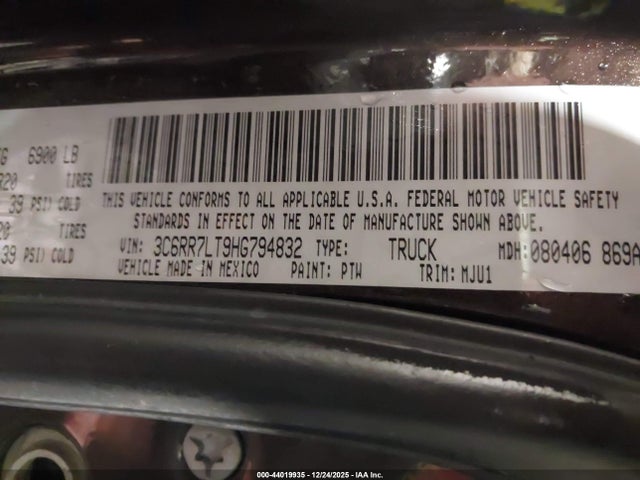 6900 LB
TIRES
39 PSI) COLD
THIS VEHICLE CONFORMS TO ALL APPLICABLE U.S.A. FEDERAL MOTOR VEHICLE SAFETY
TIRES
STANDARDS IN EFFECT ON THE DATE OF MANUFACTURE SHOWN ABOVE.
39 PSI) COLD
VIN: 3C6RR7LT9HG794832 TYPE: TRUCK MDH: 080406 869A
VEHICLE MADE IN MEXICO PAINT: PTW TRIM: MJU1
000-44019935 - 12/24/2025 - IAA Inc.